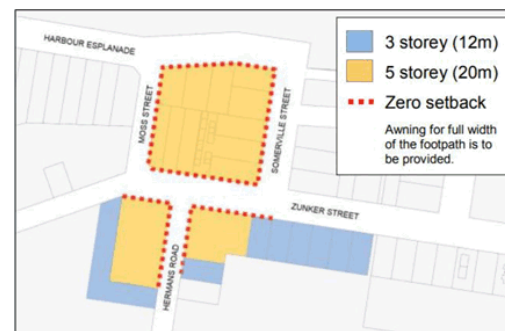 HARBOUR ESPLANADE
MOSS STREET
SOMERVILLE STREET
ZUNKER STREET
HERMANS ROAD
3 storey (12m)
5 storey (20m)
Zero setback
Awning for full width
of the footpath is to
be provided.